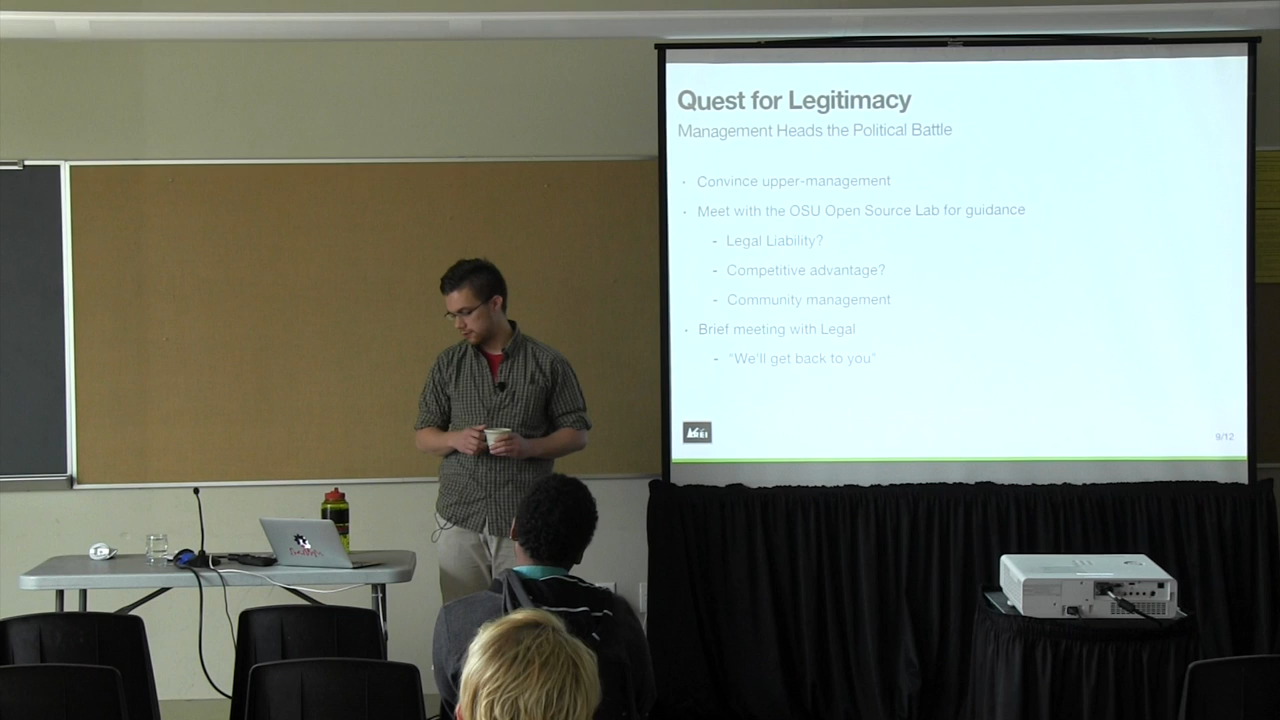 Quest for Legitimacy
Management Heads the Political Battle
· Convince upper-management
· Meet with the OSU Open Source Lab for guidance
- Legal Liability?
- Competitive advantage?
- Community management
· Brief meeting with Legal
- "We'll get back to you"
REI
9/12